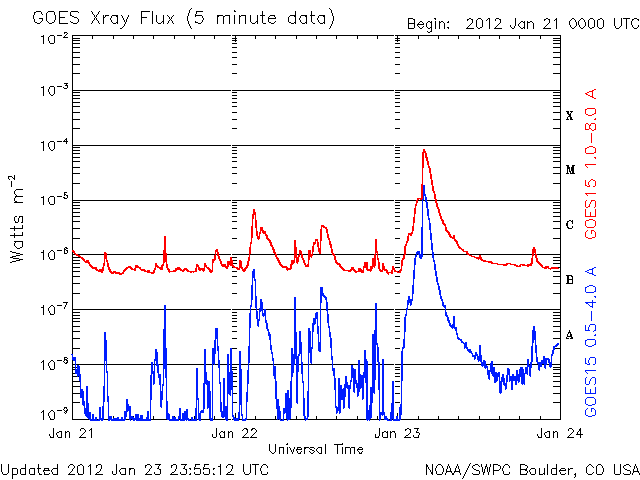 GOES Xray Flux (5 minute data)
Begin: 2012 Jan 21 0000 UTC
10-2
10-3
10-4
10-5
10-6
10-7
10-8
10-9
Watts m-2
X
M
C
B
A
GOES15 1.0-8.0 A
GOES15 0.5-4.0 A
Jan 21 Jan 22 Jan 23 Jan 24
Universal Time
Updated 2012 Jan 23 23:55:12 UTC
NOAA/SWPC Boulder, CO USA